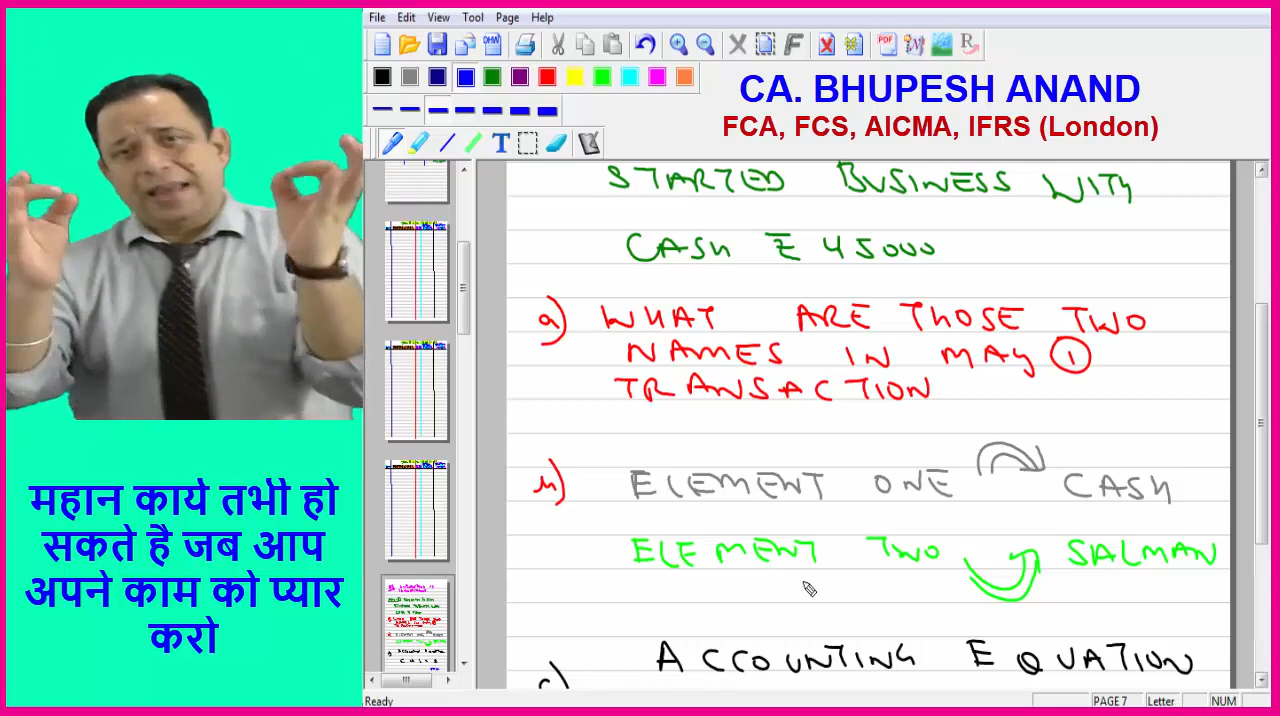 File Edit View Tool Page Help
CA. BHUPESH ANAND
FCA, FCS, AICMA, IFRS (London)
STARTED BUSINESS WITH
CASH ₹ 45000
a) WHAT ARE THOSE TWO
NAMES IN MAY 1
TRANSACTION
ELEMENT ONE CASH
ELEMENT TWO SALMAN
ACCOUNTING EQUATION
c)
महान कार्य तभी हो
सकते है जब आप
अपने काम को प्यार
करो
Ready PAGE 7 Letter NUM